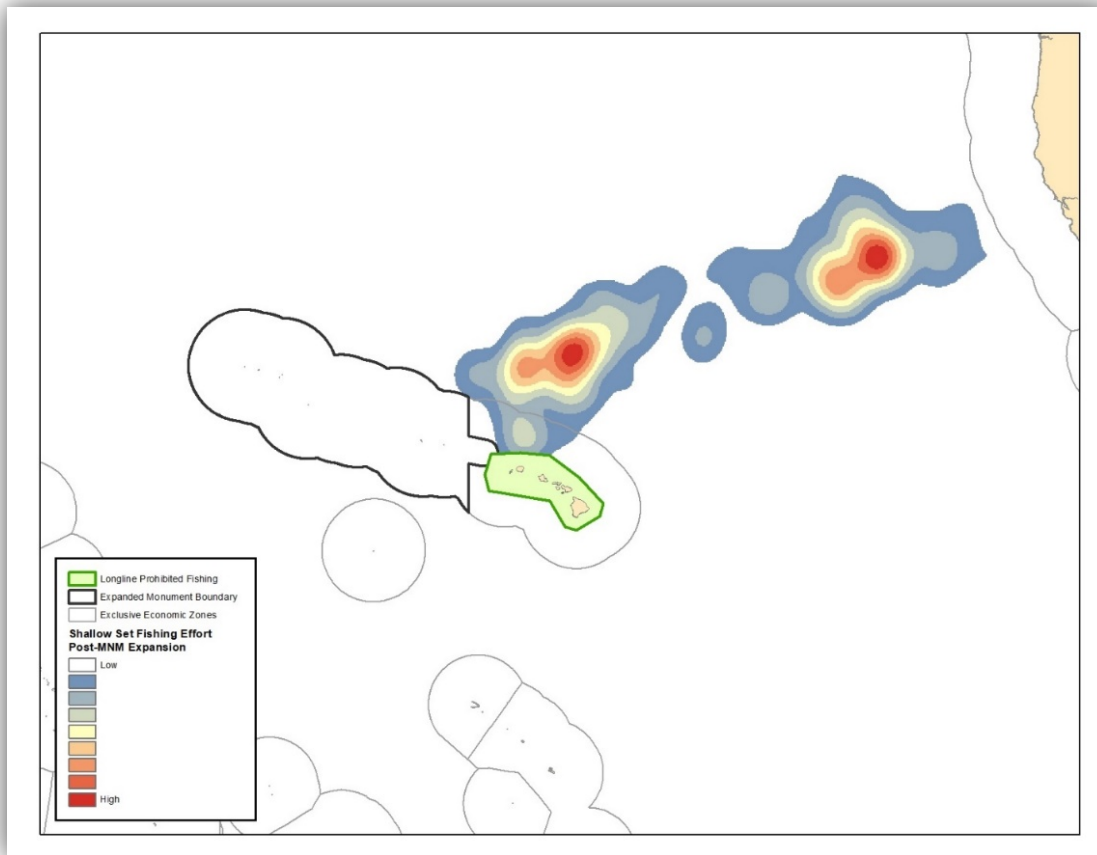 Longline Prohibited Fishing
Expanded Monument Boundary
Exclusive Economic Zones
Shallow Set Fishing Effort
Post-MNM Expansion
Low
High